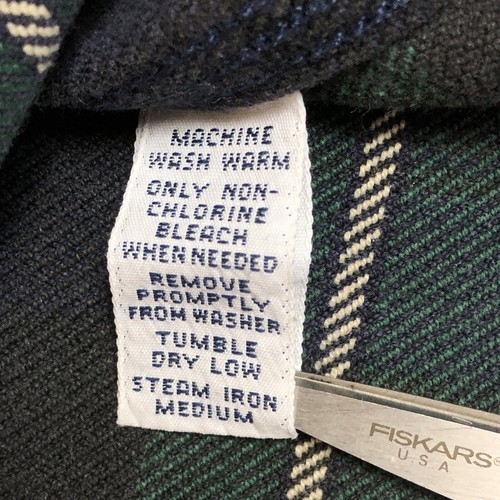 MACHINE
WASH WARM
ONLY NON-
CHLORINE
BLEACH
WHEN NEEDED
REMOVE
PROMPTLY
FROM WASHER
TUMBLE
DRY LOW
STEAM IRON
MEDIUM
FISKARS®
USA